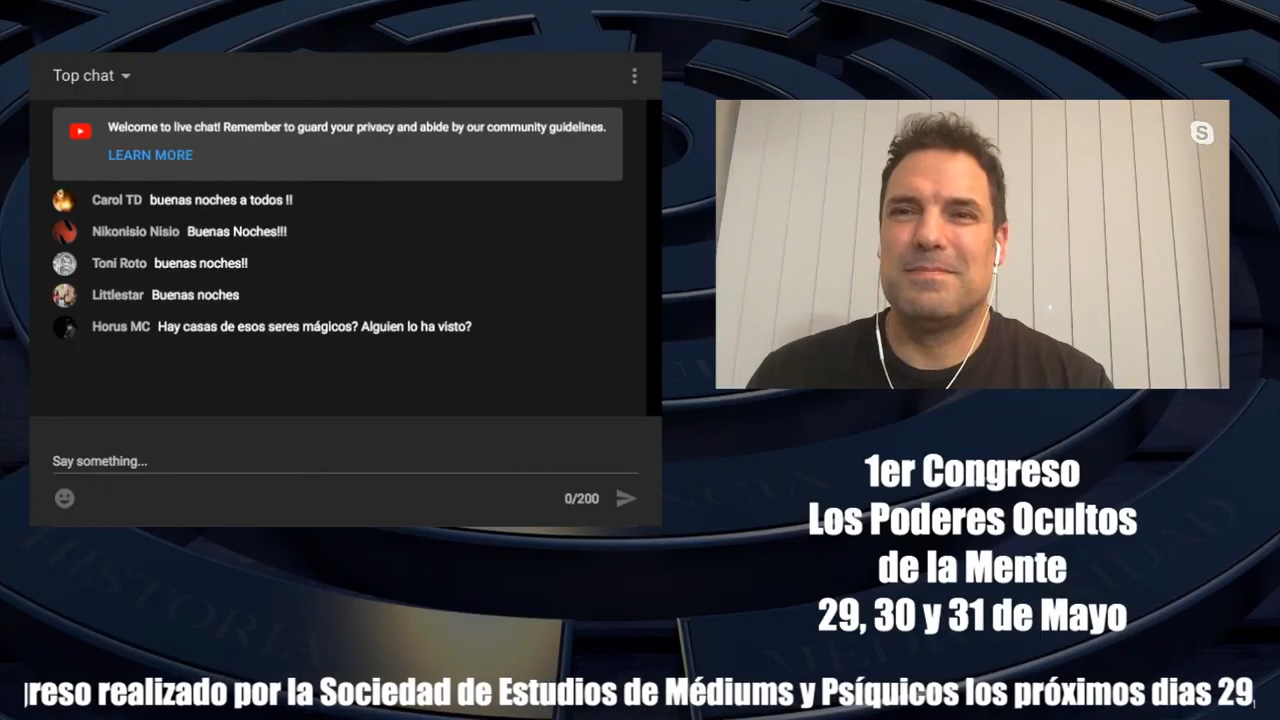 Top chat
Welcome to live chat! Remember to guard your privacy and abide by our community guidelines.
LEARN MORE
Carol TD buenas noches a todos !!
Nikonisio Nisio Buenas Noches!!!
Toni Roto buenas noches!!
Littlestar Buenas noches
Horus MC Hay casas de esos seres mágicos? Alguien lo ha visto?
Say something...
0/200
S
1er Congreso
Los Poderes Ocultos
de la Mente
29, 30 y 31 de Mayo
HISTORIA
reso realizado por la Sociedad de Estudios de Médiums y Psíquicos los próximos dias 29,